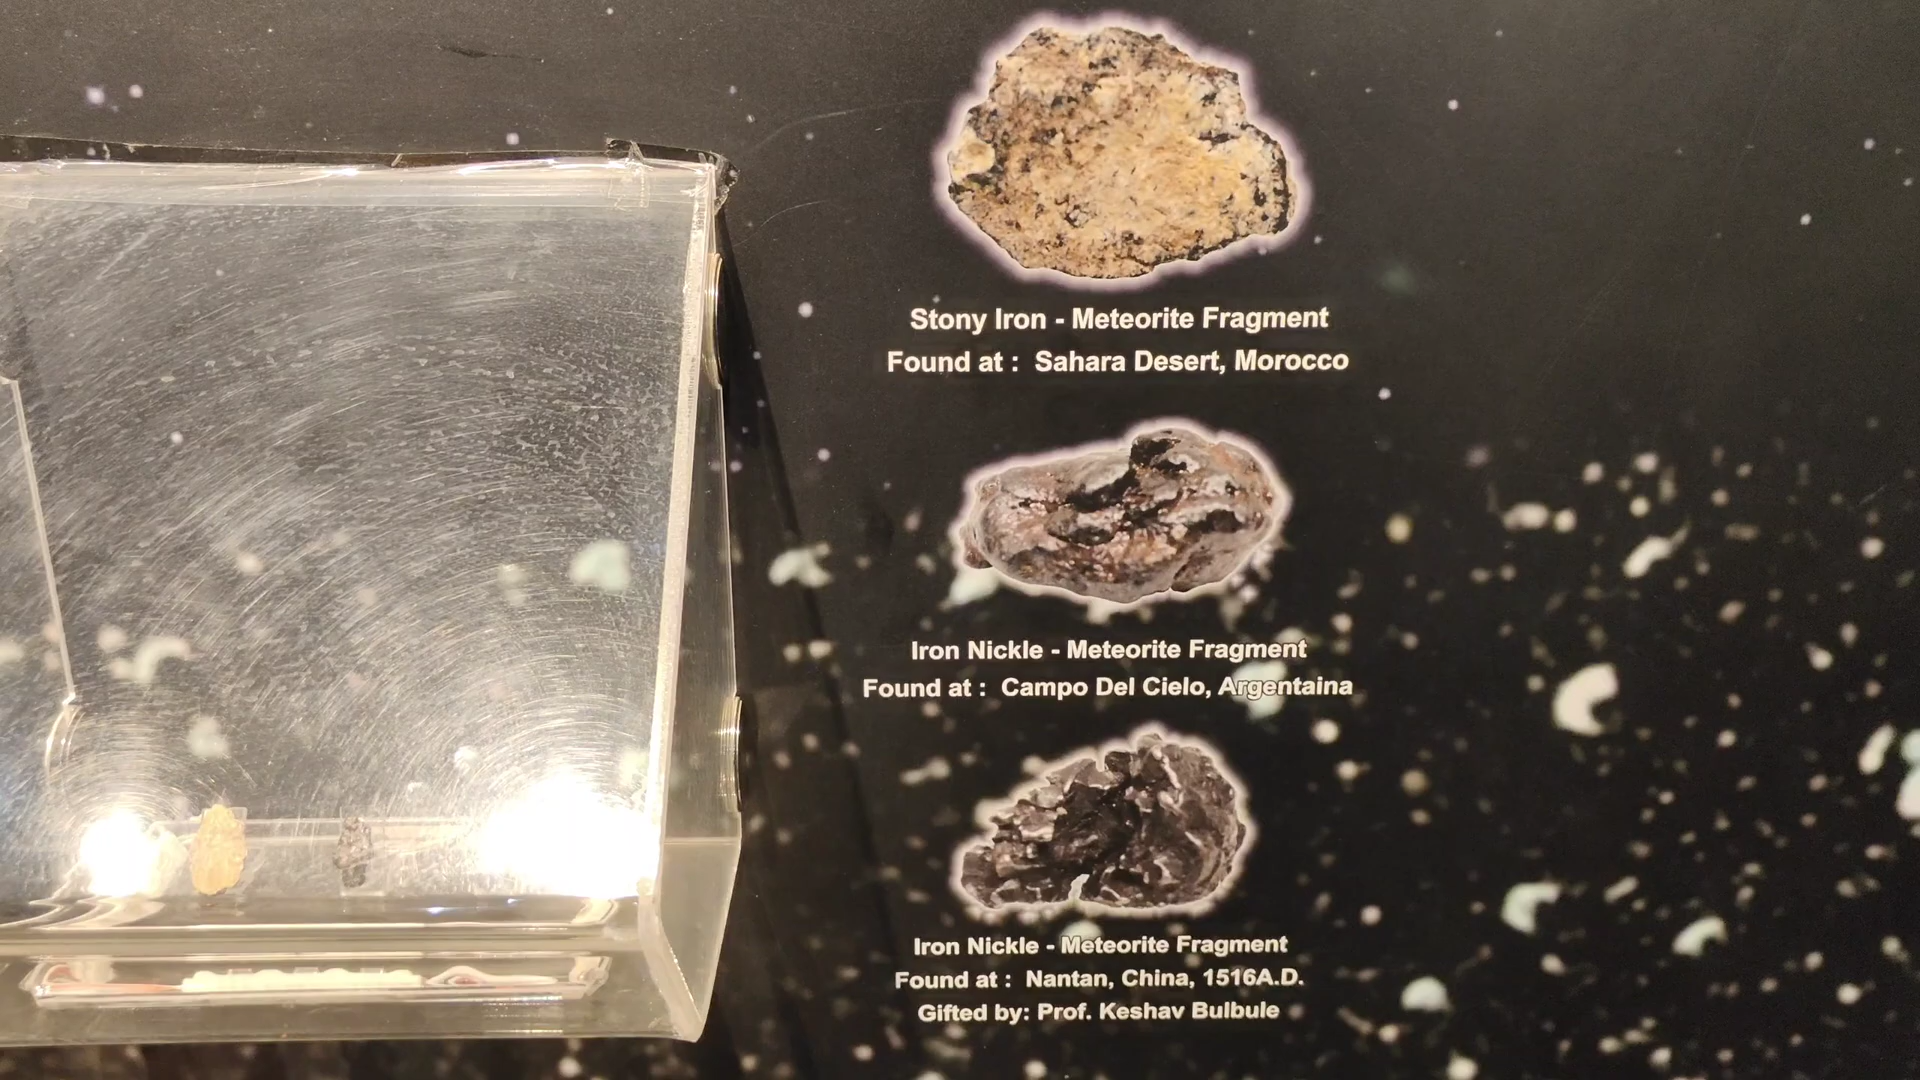 Stony Iron - Meteorite Fragment
Found at : Sahara Desert, Morocco
Iron Nickle - Meteorite Fragment
Found at : Campo Del Cielo, Argentaina
Iron Nickle - Meteorite Fragment
Found at : Nantan, China, 1516A.D.
Gifted by: Prof. Keshav Bulbule